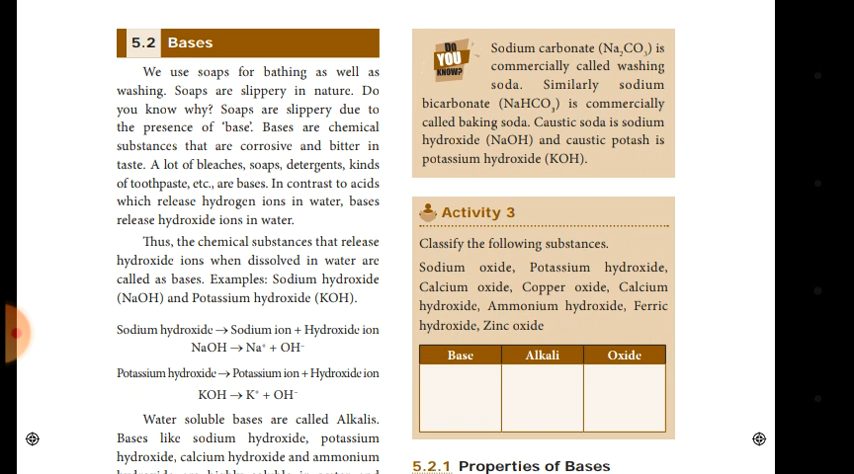 5.2 Bases
We use soaps for bathing as well as
washing. Soaps are slippery in nature. Do
you know why? Soaps are slippery due to
the presence of ‘base’. Bases are chemical
substances that are corrosive and bitter in
taste. A lot of bleaches, soaps, detergents, kinds
of toothpaste, etc., are bases. In contrast to acids
which release hydrogen ions in water, bases
release hydroxide ions in water.
Thus, the chemical substances that release
hydroxide ions when dissolved in water are
called as bases. Examples: Sodium hydroxide
(NaOH) and Potassium hydroxide (KOH).
Sodium hydroxide → Sodium ion + Hydroxide ion
NaOH → Na⁺ + OH⁻
Potassium hydroxide → Potassium ion + Hydroxide ion
KOH → K⁺ + OH⁻
Water soluble bases are called Alkalis.
Bases like sodium hydroxide, potassium
hydroxide, calcium hydroxide and ammonium
DO
YOU
KNOW?
Sodium carbonate (Na₂CO₃) is
commercially called washing
soda. Similarly sodium
bicarbonate (NaHCO₃) is commercially
called baking soda. Caustic soda is sodium
hydroxide (NaOH) and caustic potash is
potassium hydroxide (KOH).
Activity 3
Classify the following substances.
Sodium oxide, Potassium hydroxide,
Calcium oxide, Copper oxide, Calcium
hydroxide, Ammonium hydroxide, Ferric
hydroxide, Zinc oxide
Base Alkali Oxide
5.2.1 Properties of Bases